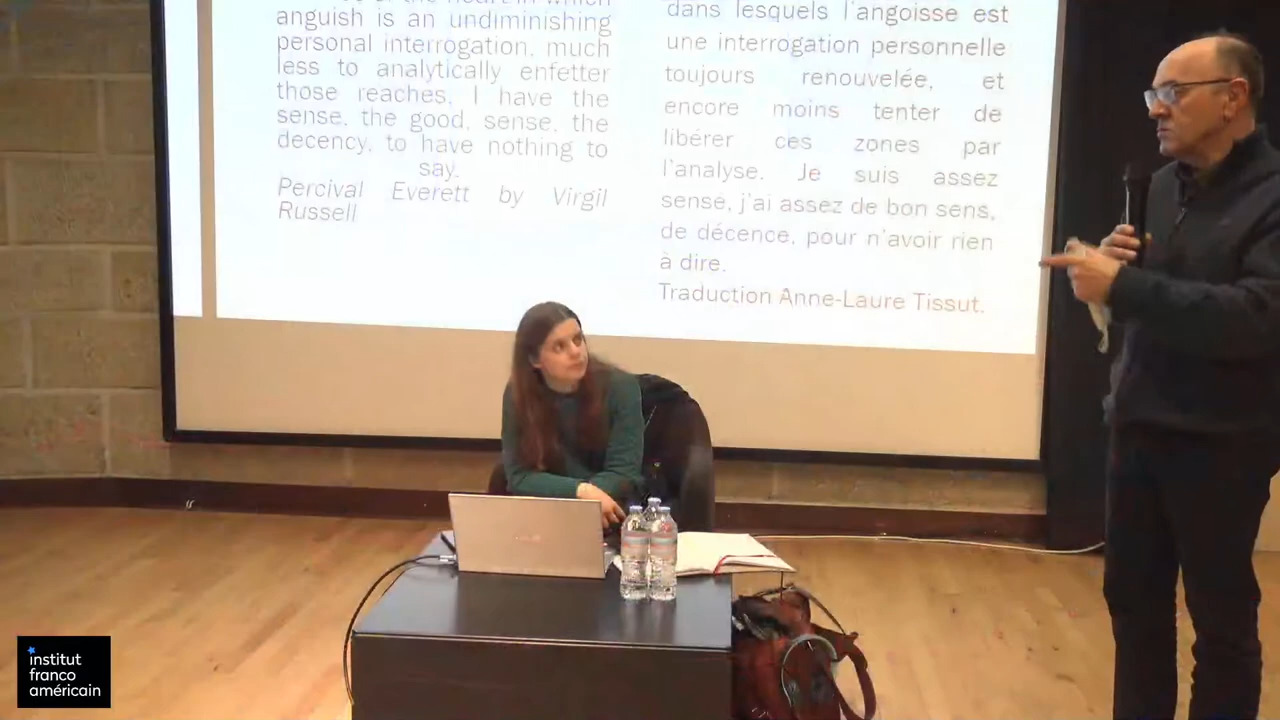 anguish is an undiminishing
personal interrogation, much
less to analytically enfetter
those reaches. I have the
sense, the good, sense, the
decency, to have nothing to
say.
Percival Everett by Virgil
Russell
dans lesquels l'angoisse est
une interrogation personnelle
toujours renouvelée, et
encore moins tenter de
libérer ces zones par
l'analyse. Je suis assez
sensé, j'ai assez de bon sens,
de décence, pour n'avoir rien
à dire.
Traduction Anne-Laure Tissut.
institut
franco
américain